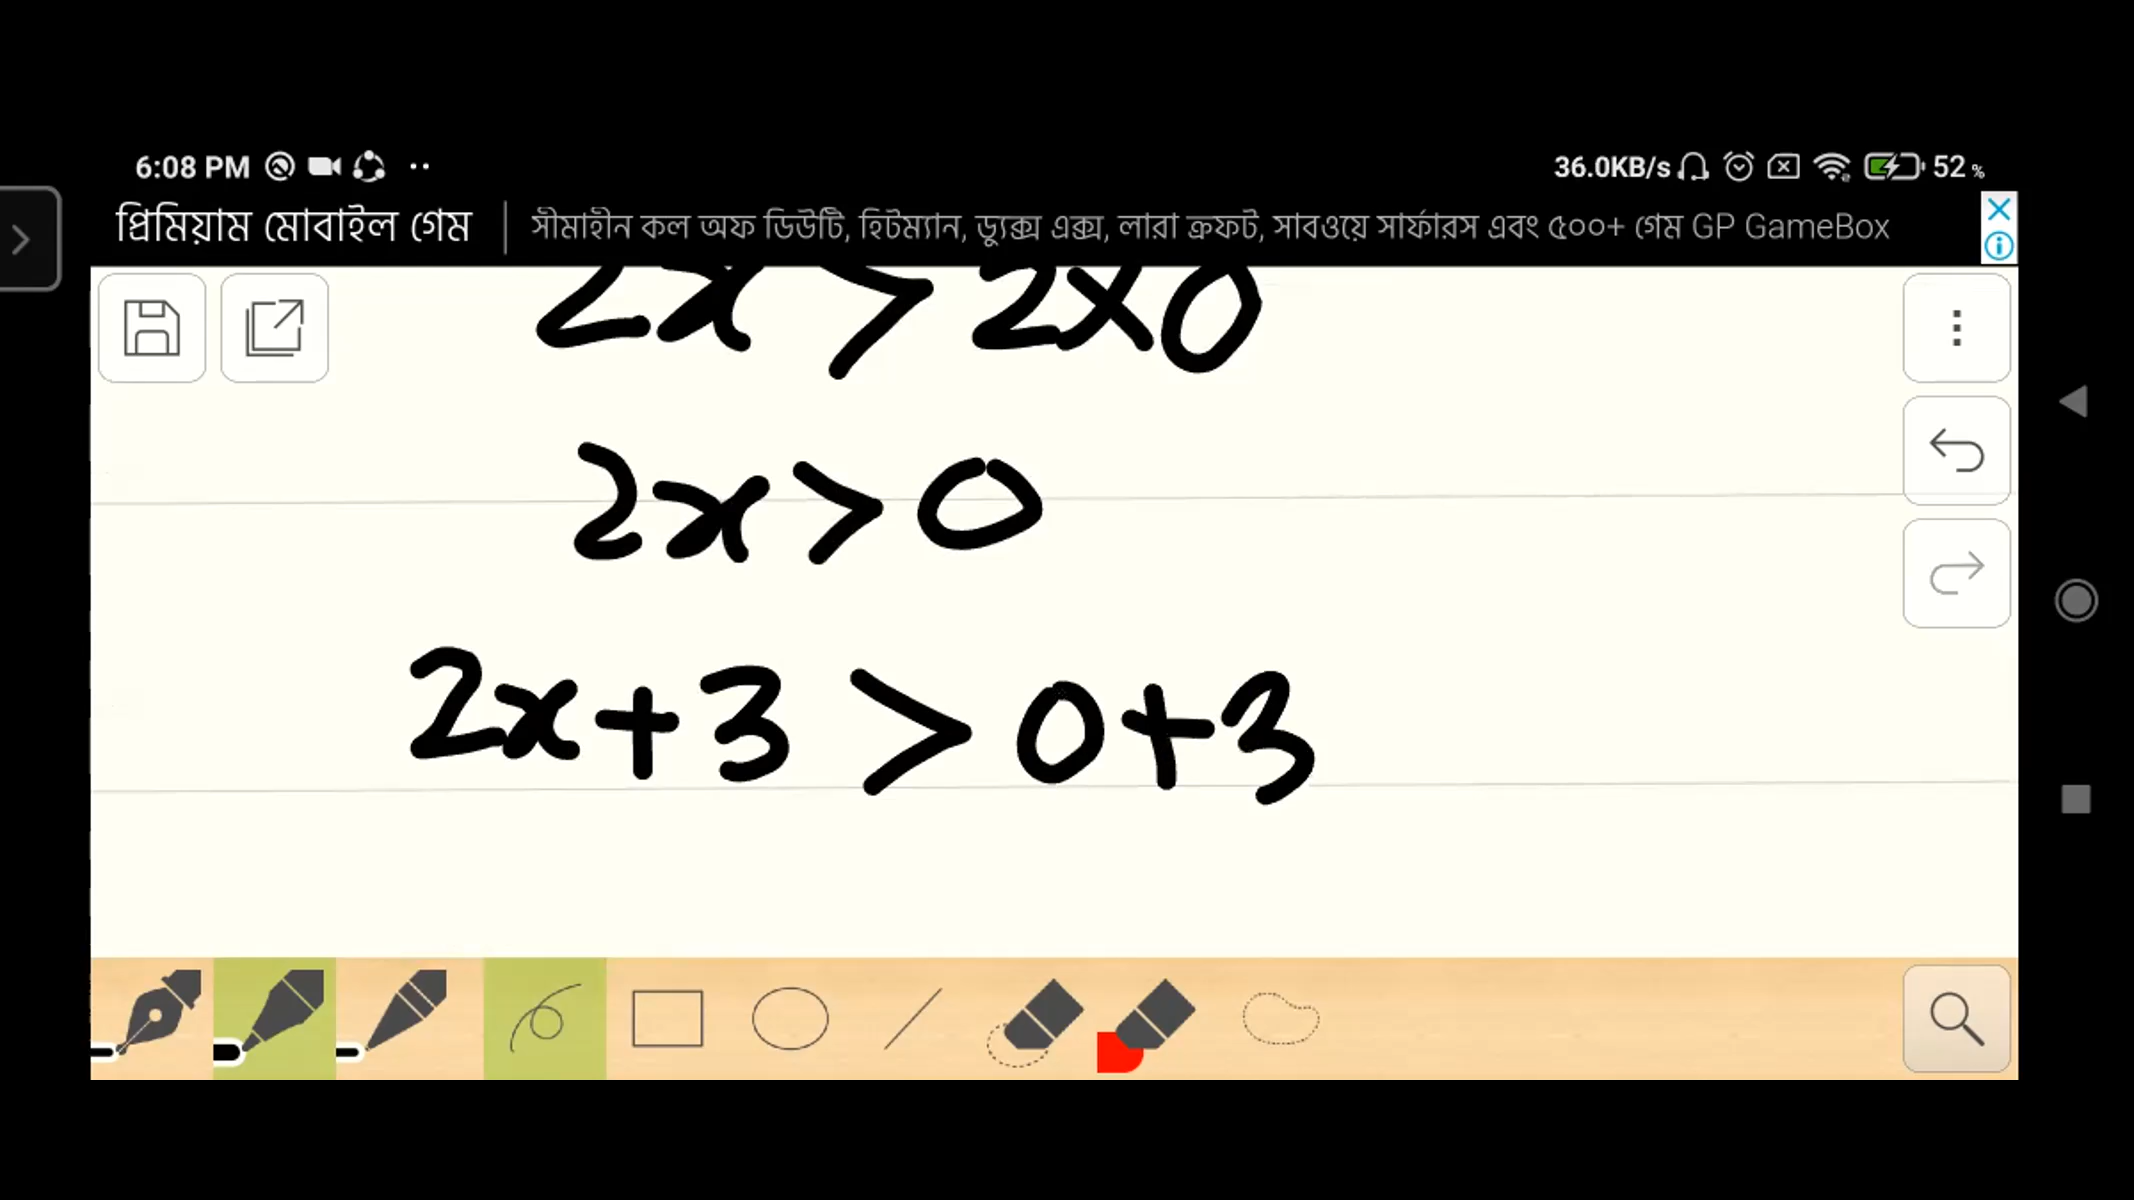 6:08 PM
36.0KB/s 52 %
প্রিমিয়াম মোবাইল গেম
সীমাহীন কল অফ ডিউটি, হিটম্যান, ড্যুক্স এক্স, লারা ক্রফট, সাবওয়ে সার্ফারস এবং ৫০০+ গেম GP GameBox
2x > 2x0
2x > 0
2x+3 > 0+3